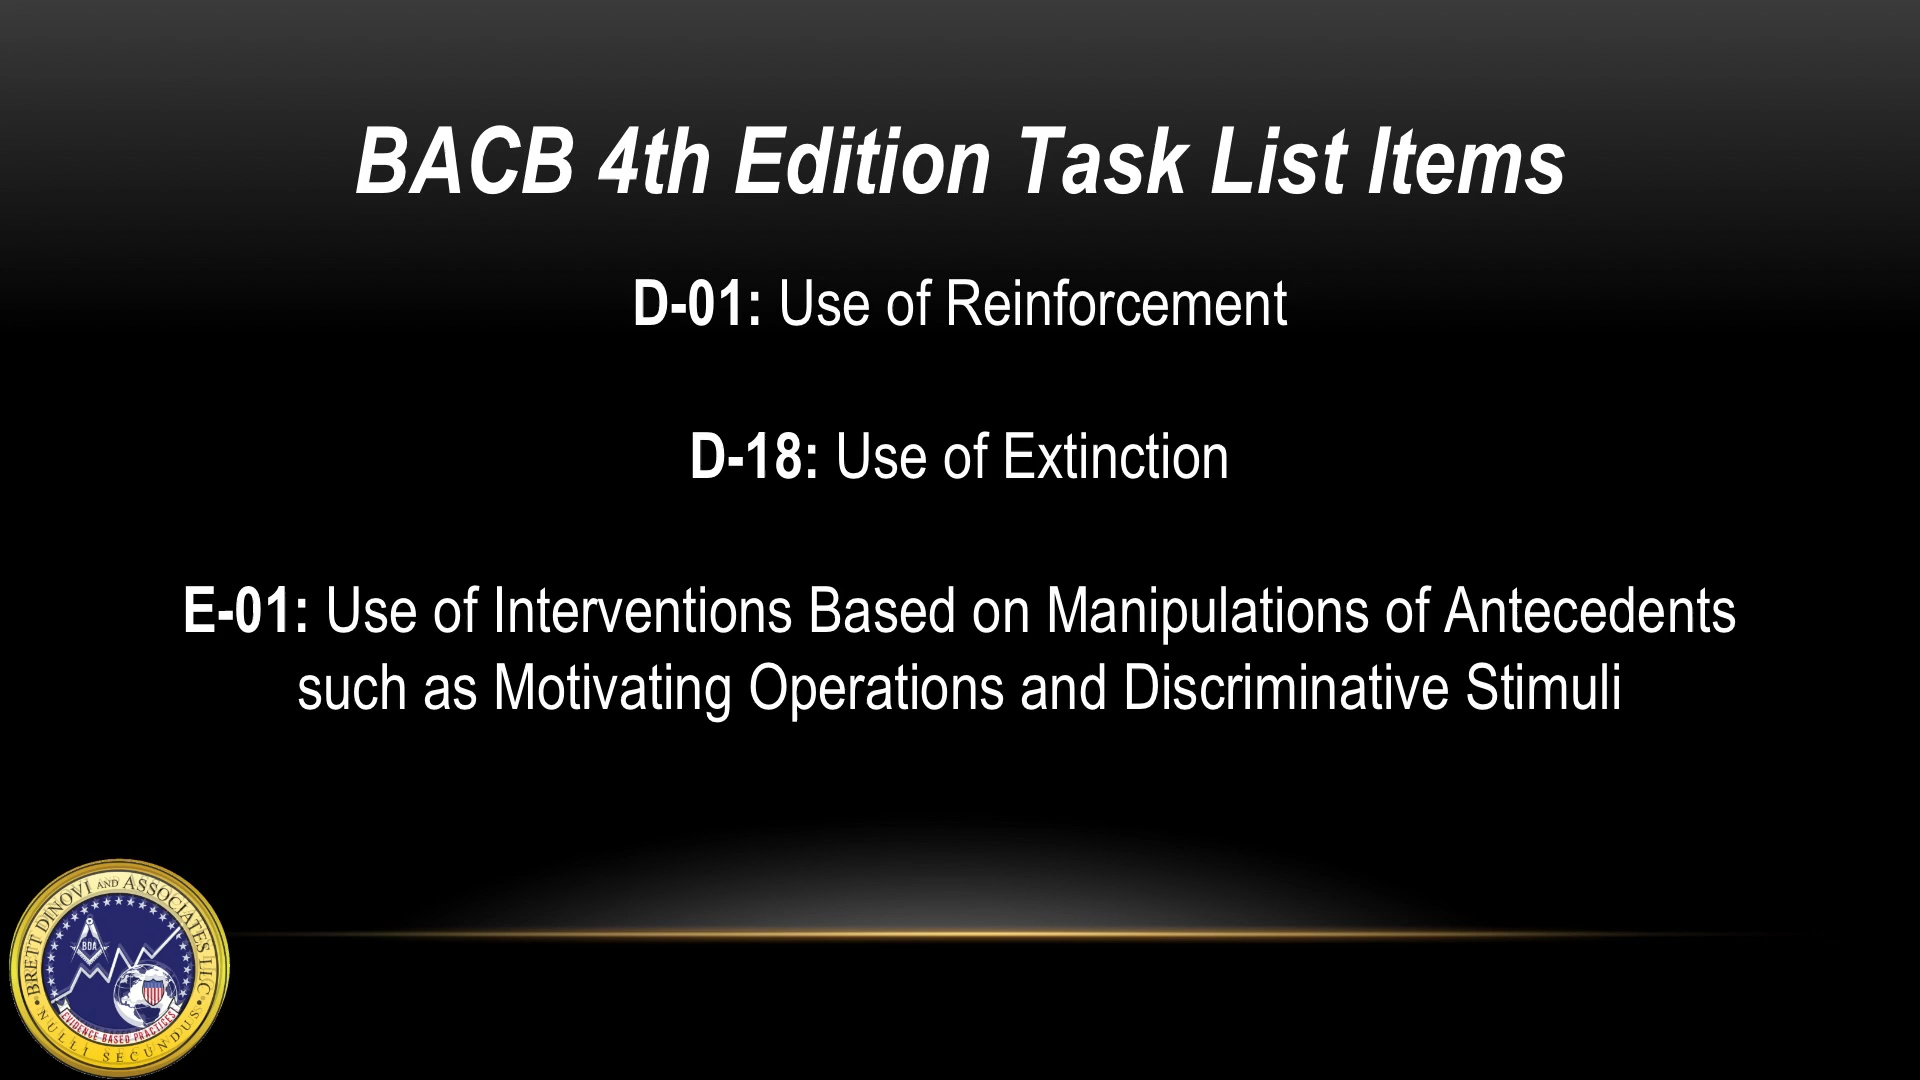 BACB 4th Edition Task List Items
D-01: Use of Reinforcement
D-18: Use of Extinction
E-01: Use of Interventions Based on Manipulations of Antecedents
such as Motivating Operations and Discriminative Stimuli
BRETT DINOVI AND ASSOCIATES LLC
BDA
EVIDENCE BASED PRACTICES
• NULLI SECUNDUS •